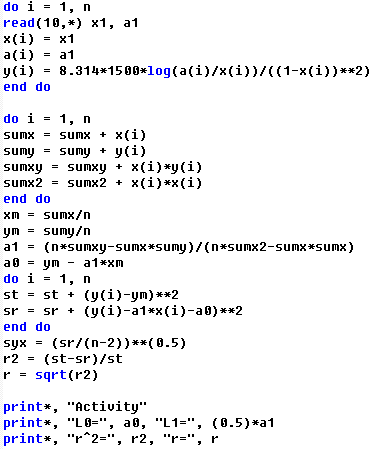 do i = 1, n
read(10,*) x1, a1
x(i) = x1
a(i) = a1
y(i) = 8.314*1500*log(a(i)/x(i))/((1-x(i))**2)
end do
do i = 1, n
sumx = sumx + x(i)
sumy = sumy + y(i)
sumxy = sumxy + x(i)*y(i)
sumx2 = sumx2 + x(i)*x(i)
end do
xm = sumx/n
ym = sumy/n
a1 = (n*sumxy-sumx*sumy)/(n*sumx2-sumx*sumx)
a0 = ym - a1*xm
do i = 1, n
st = st + (y(i)-ym)**2
sr = sr + (y(i)-a1*x(i)-a0)**2
end do
syx = (sr/(n-2))**(0.5)
r2 = (st-sr)/st
r = sqrt(r2)
print*, "Activity"
print*, "L0=", a0, "L1=", (0.5)*a1
print*, "r^2=", r2, "r=", r